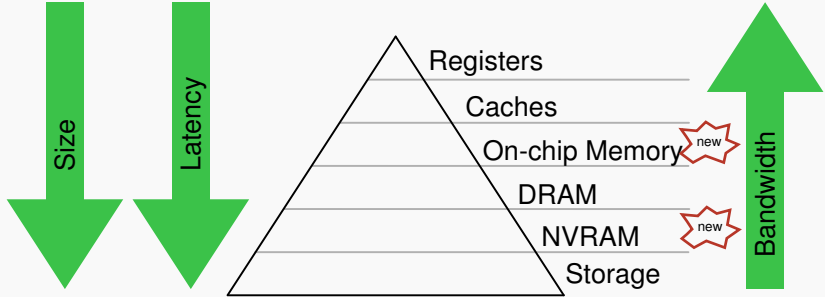 Size
Latency
Registers
Caches
On-chip Memory
new
DRAM
NVRAM
new
Storage
Bandwidth